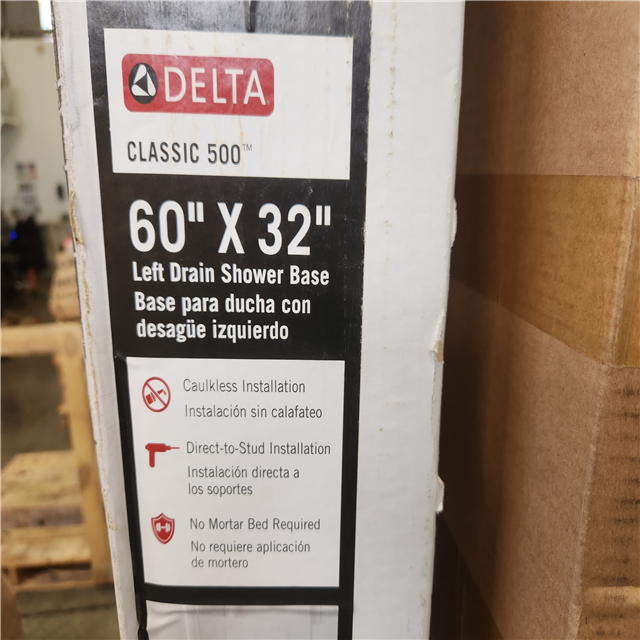 DELTA
CLASSIC 500™
60" X 32"
Left Drain Shower Base
Base para ducha con
desagüe izquierdo
Caulkless Installation
Instalación sin calafateo
Direct-to-Stud Installation
Instalación directa a
los soportes
No Mortar Bed Required
No requiere aplicación
de mortero